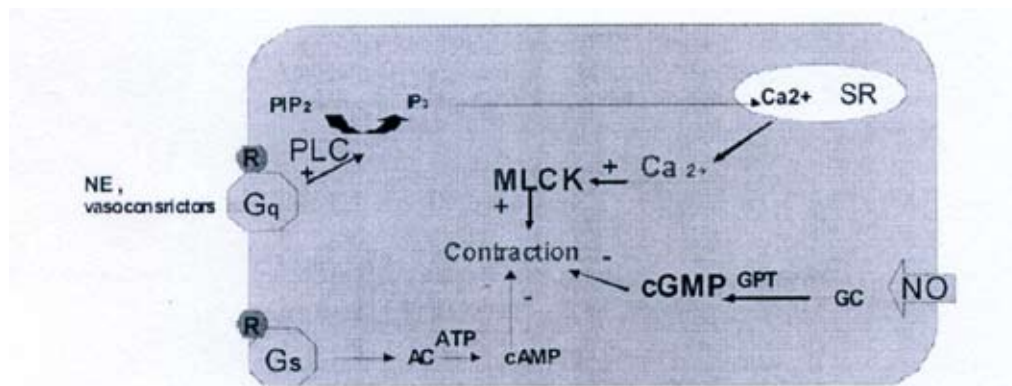 PIP₂ IP₃ Ca2+ SR
R PLC
+
NE,
vasoconsrictors
Gq
MLCK + Ca 2+
+
Contraction -
cGMP GPT GC NO
-
R
Gs AC ATP cAMP